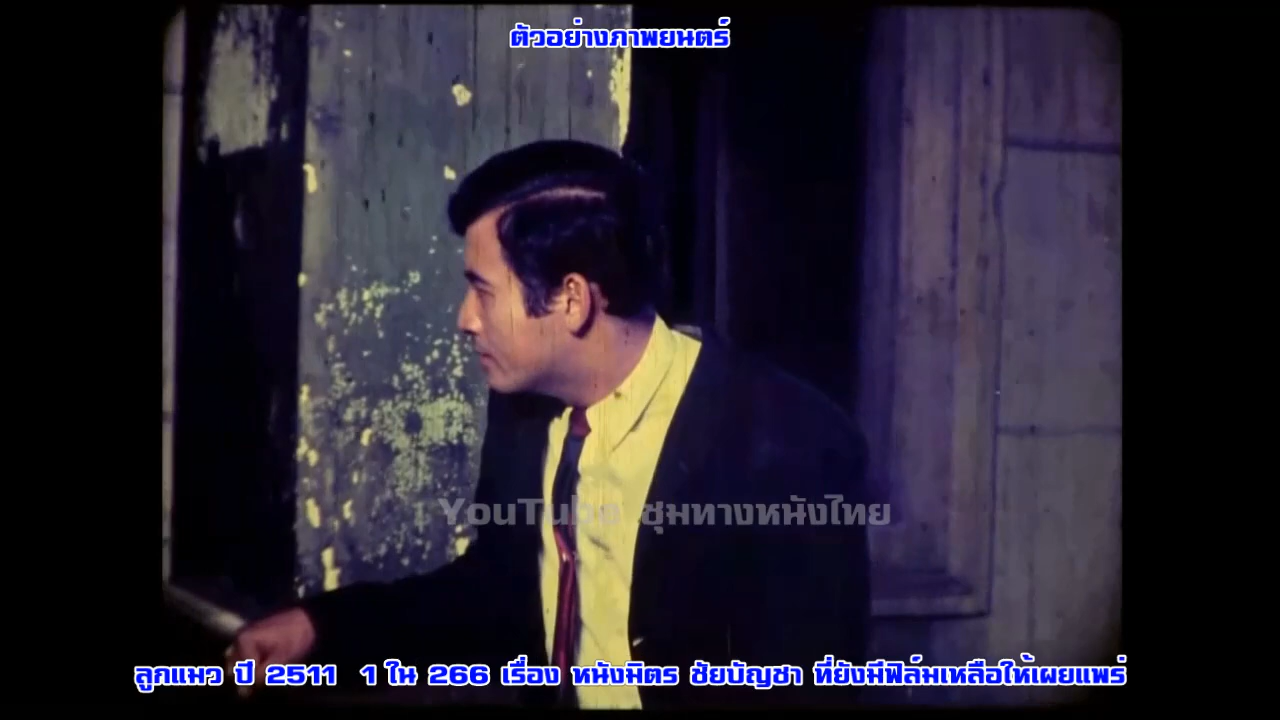 ตัวอย่างภาพยนตร์
YouTube ชุมทางหนังไทย
ลูกแมว ปี 2511 1 ใน 266 เรื่อง หนังมิตร ชัยบัญชา ที่ยังมีฟิล์มเหลือให้เผยแพร่